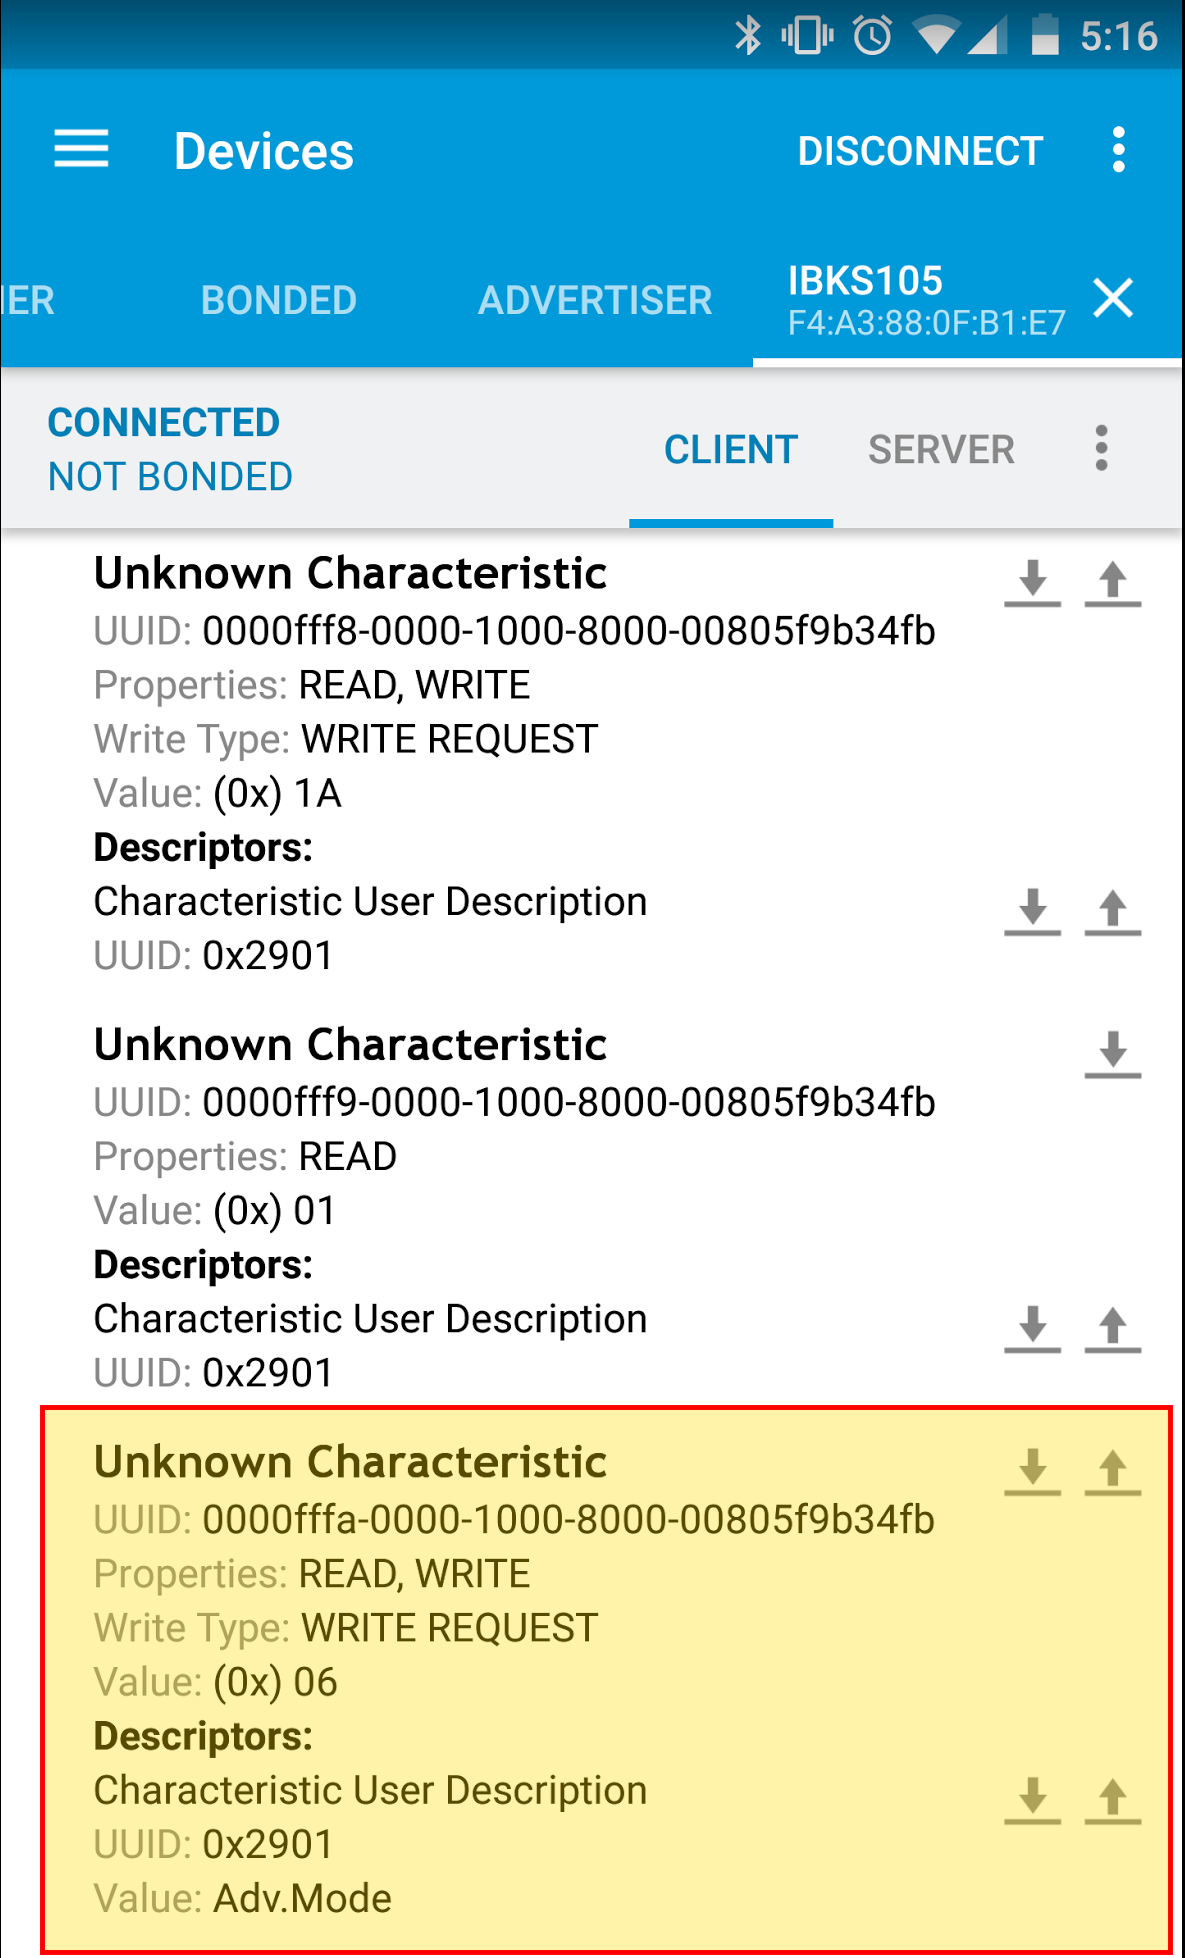 5:16
Devices
DISCONNECT
IER
BONDED
ADVERTISER
IBKS105
F4:A3:88:0F:B1:E7
CONNECTED
NOT BONDED
CLIENT
SERVER
Unknown Characteristic
UUID: 0000fff8-0000-1000-8000-00805f9b34fb
Properties: READ, WRITE
Write Type: WRITE REQUEST
Value: (0x) 1A
Descriptors:
Characteristic User Description
UUID: 0x2901
Unknown Characteristic
UUID: 0000fff9-0000-1000-8000-00805f9b34fb
Properties: READ
Value: (0x) 01
Descriptors:
Characteristic User Description
UUID: 0x2901
Unknown Characteristic
UUID: 0000fffa-0000-1000-8000-00805f9b34fb
Properties: READ, WRITE
Write Type: WRITE REQUEST
Value: (0x) 06
Descriptors:
Characteristic User Description
UUID: 0x2901
Value: Adv.Mode